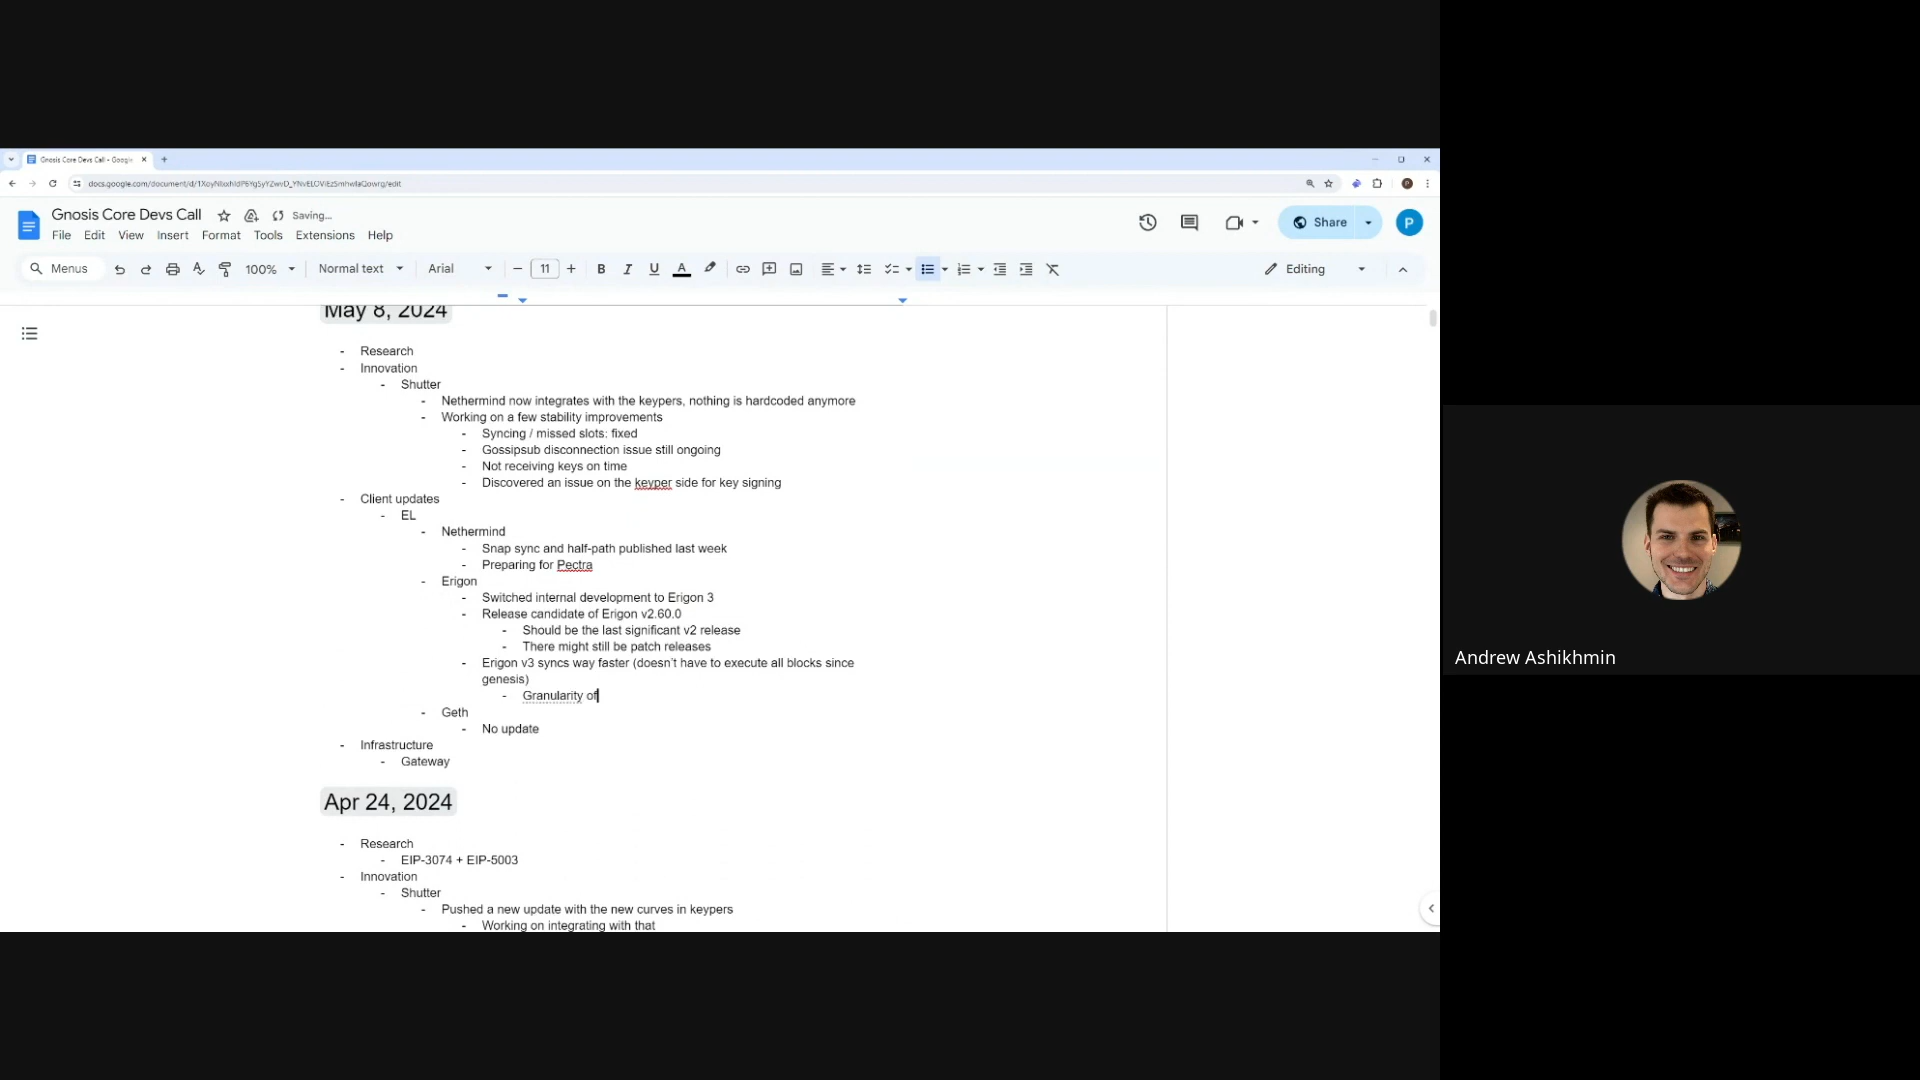 Gnosis Core Devs Call - Google
Gnosis Core Devs Call
Saving...
File Edit View Insert Format Tools Extensions Help
Share
P
Menus
100%
Normal text
Arial
11
B I U A
Editing
May 8, 2024
- Research
- Innovation
- Shutter
- Nethermind now integrates with the keypers, nothing is hardcoded anymore
- Working on a few stability improvements
- Syncing / missed slots: fixed
- Gossipsub disconnection issue still ongoing
- Not receiving keys on time
- Discovered an issue on the keyper side for key signing
- Client updates
- EL
- Nethermind
- Snap sync and half-path published last week
- Preparing for Pectra
- Erigon
- Switched internal development to Erigon 3
- Release candidate of Erigon v2.60.0
- Should be the last significant v2 release
- There might still be patch releases
- Erigon v3 syncs way faster (doesn't have to execute all blocks since
genesis)
- Granularity of
- Geth
- No update
- Infrastructure
- Gateway
Apr 24, 2024
- Research
- EIP-3074 + EIP-5003
- Innovation
- Shutter
- Pushed a new update with the new curves in keypers
- Working on integrating with that
Andrew Ashikhmin